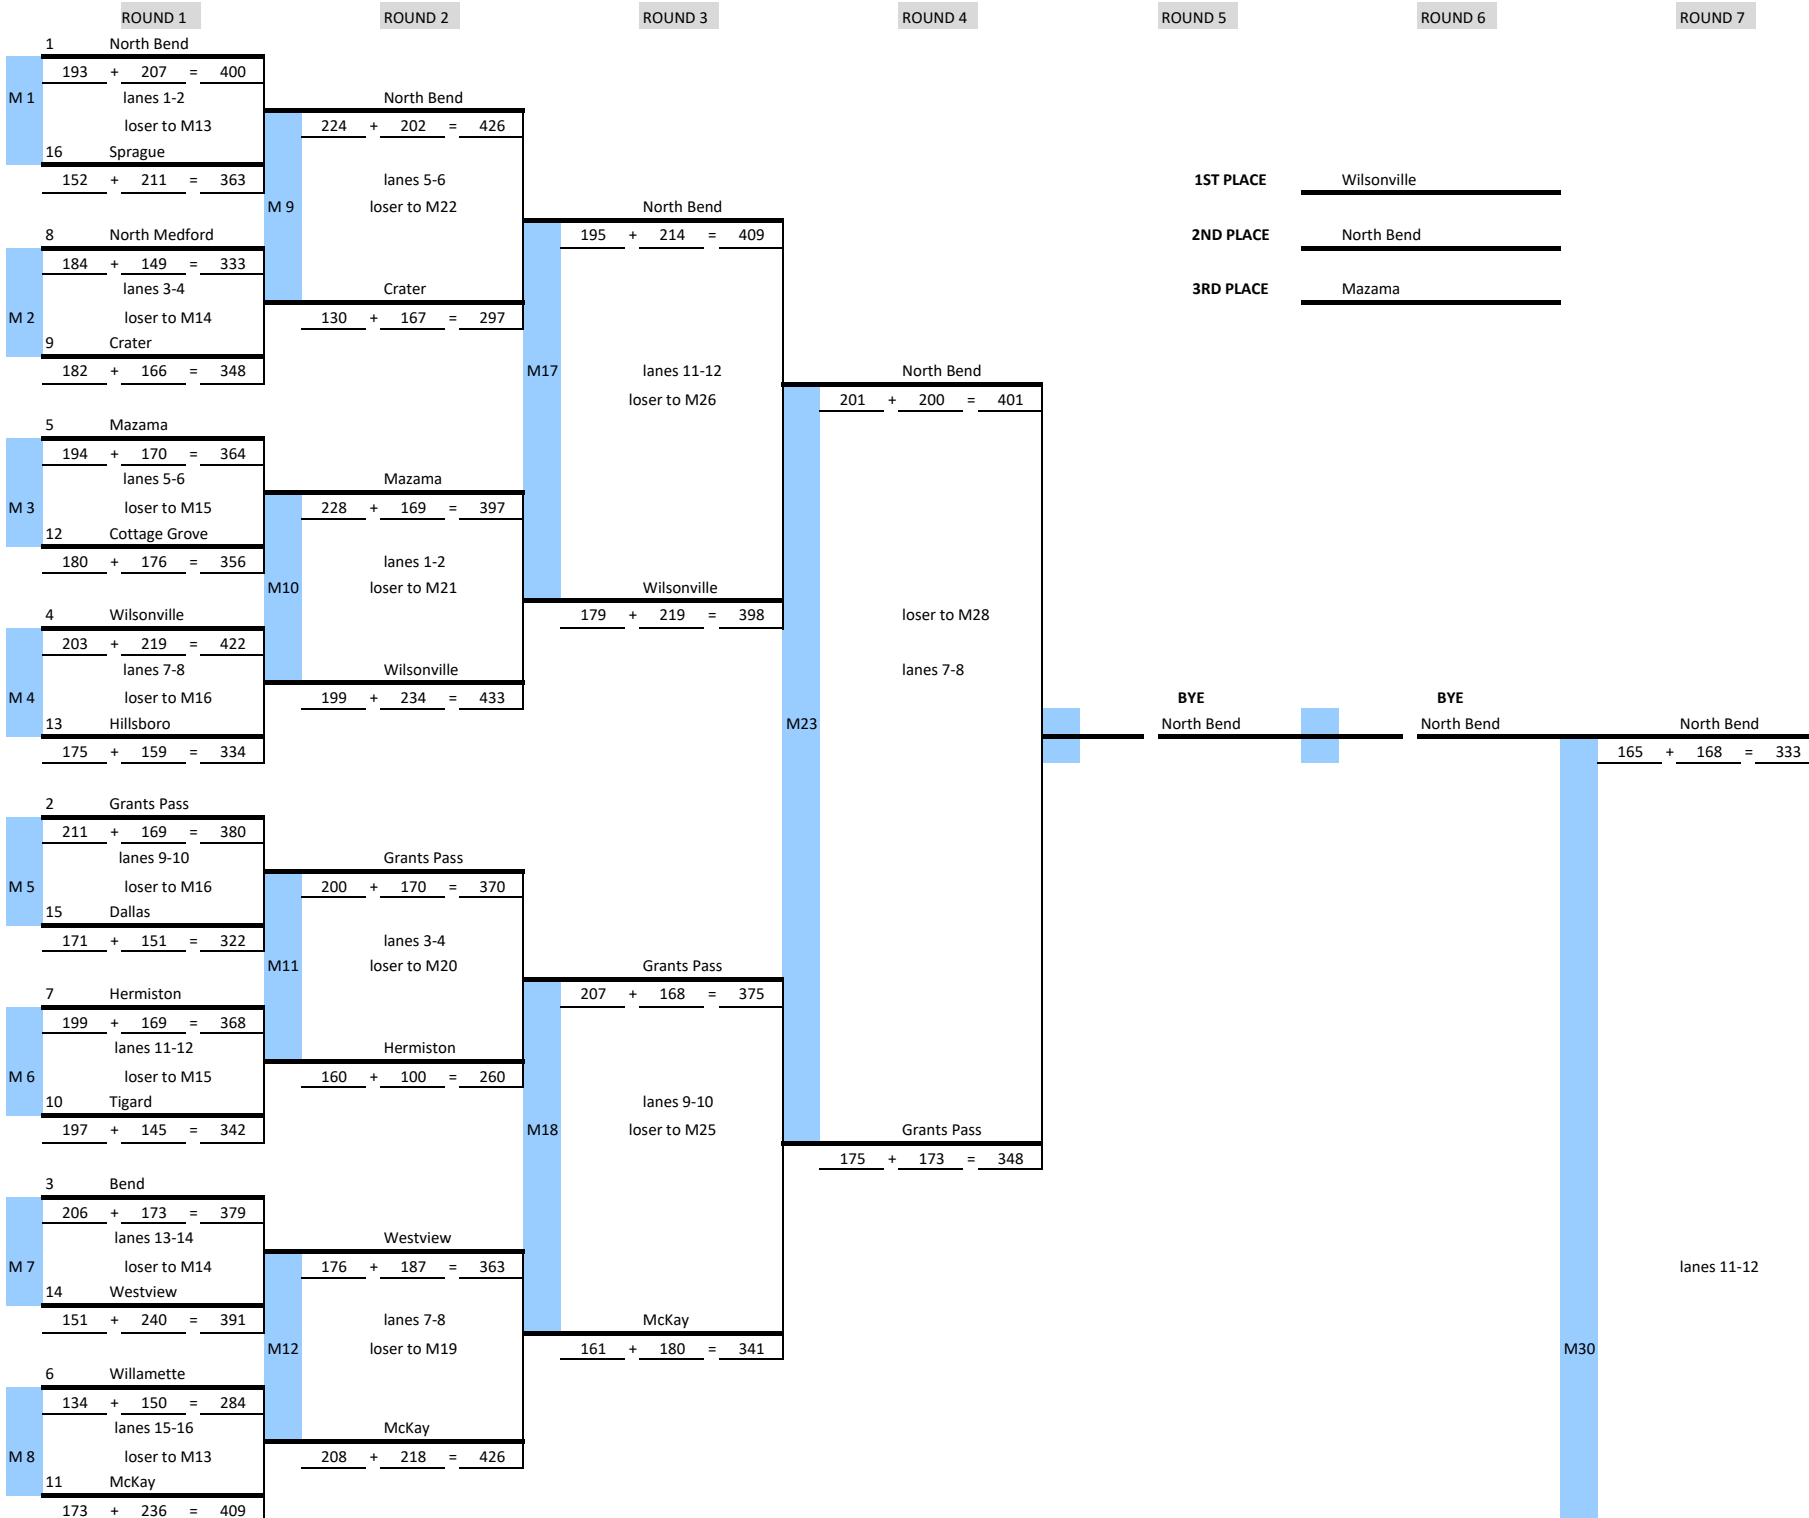 ROUND 1 ROUND 2 ROUND 3 ROUND 4 ROUND 5 ROUND 6 ROUND 7
1 North Bend
193 + 207 = 400
M 1 lanes 1-2
loser to M13
16 Sprague
152 + 211 = 363
8 North Medford
184 + 149 = 333
lanes 3-4
M 2 loser to M14
9 Crater
182 + 166 = 348
5 Mazama
194 + 170 = 364
lanes 5-6
M 3 loser to M15
12 Cottage Grove
180 + 176 = 356
4 Wilsonville
203 + 219 = 422
lanes 7-8
M 4 loser to M16
13 Hillsboro
175 + 159 = 334
2 Grants Pass
211 + 169 = 380
lanes 9-10
M 5 loser to M16
15 Dallas
171 + 151 = 322
7 Hermiston
199 + 169 = 368
lanes 11-12
M 6 loser to M15
10 Tigard
197 + 145 = 342
3 Bend
206 + 173 = 379
lanes 13-14
M 7 loser to M14
14 Westview
151 + 240 = 391
6 Willamette
134 + 150 = 284
lanes 15-16
M 8 loser to M13
11 McKay
173 + 236 = 409
North Bend
224 + 202 = 426
lanes 5-6
M 9 loser to M22
Crater
130 + 167 = 297
Mazama
228 + 169 = 397
lanes 1-2
M10 loser to M21
Wilsonville
199 + 234 = 433
Grants Pass
200 + 170 = 370
lanes 3-4
M11 loser to M20
Hermiston
160 + 100 = 260
Westview
176 + 187 = 363
lanes 7-8
M12 loser to M19
McKay
208 + 218 = 426
North Bend
195 + 214 = 409
M17 lanes 11-12
loser to M26
Wilsonville
179 + 219 = 398
Grants Pass
207 + 168 = 375
lanes 9-10
M18 loser to M25
McKay
161 + 180 = 341
North Bend
201 + 200 = 401
loser to M28
lanes 7-8
M23
Grants Pass
175 + 173 = 348
1ST PLACE Wilsonville
2ND PLACE North Bend
3RD PLACE Mazama
BYE
North Bend
BYE
North Bend
North Bend
165 + 168 = 333
lanes 11-12
M30